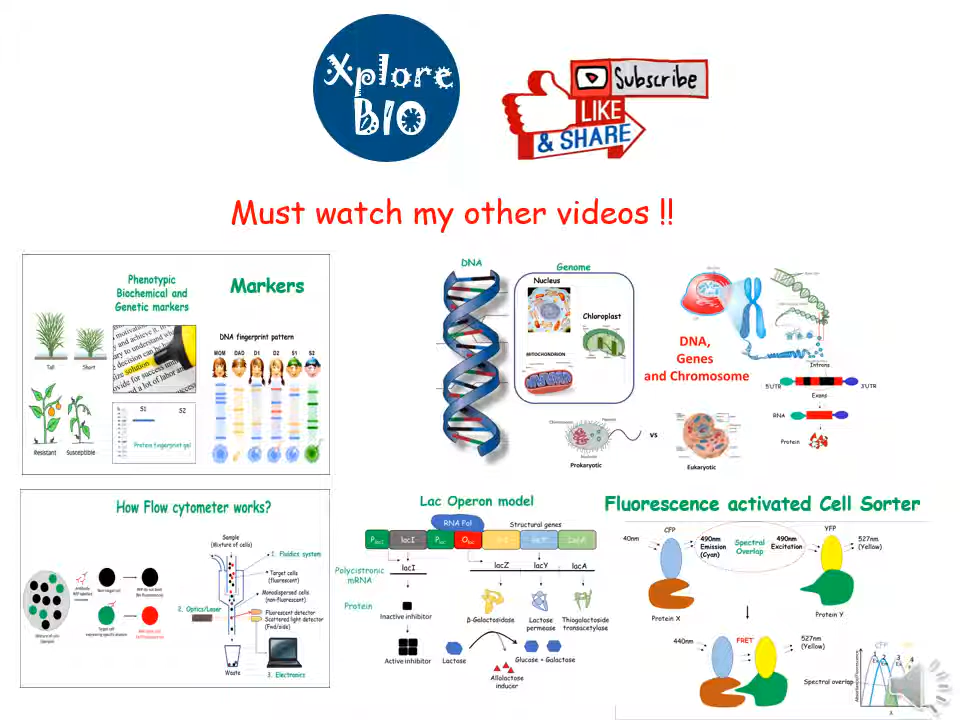 Xplore
BIO
Subscribe
LIKE
& SHARE
Must watch my other videos !!
Phenotypic
Biochemical and
Genetic markers
Markers
Tall
Short
DNA fingerprint pattern
MOM DAD D1 D2 S1 S2
solution
Resistant
Susceptible
S1
S2
Protein fingerprint gel
DNA
Genome
Nucleus
Chloroplast
MITOCHONDRION
DNA,
Genes
and Chromosome
Introns
5'UTR
3'UTR
Exons
RNA
Protein
Prokaryotic
vs
Eukaryotic
How Flow cytometer works?
Sample
(Mixture of cells)
1. Fluidics system
Target cells
(fluorescent)
Monodispersed cells
(non-fluorescent)
2. Optics/Laser
Fluorescent detector
Scattered light detector
(Fwd/side)
Waste
3. Electronics
Lac Operon model
RNA Pol
Structural genes
PlacI
lacI
Plac
Olac
lacI
lacZ
lacY
lacA
Polycistronic
mRNA
Protein
Inactive inhibitor
β-Galactosidase
Lactose
permease
Thiogalactoside
transacetylase
Active inhibitor
Lactose
Glucose + Galactose
Allolactose
inducer
Fluorescence activated Cell Sorter
CFP
YFP
40nm
490nm
Emission
(Cyan)
Spectral
Overlap
490nm
Excitation
527nm
(Yellow)
Protein X
Protein Y
440nm
FRET
527nm
(Yellow)
Spectral overlap